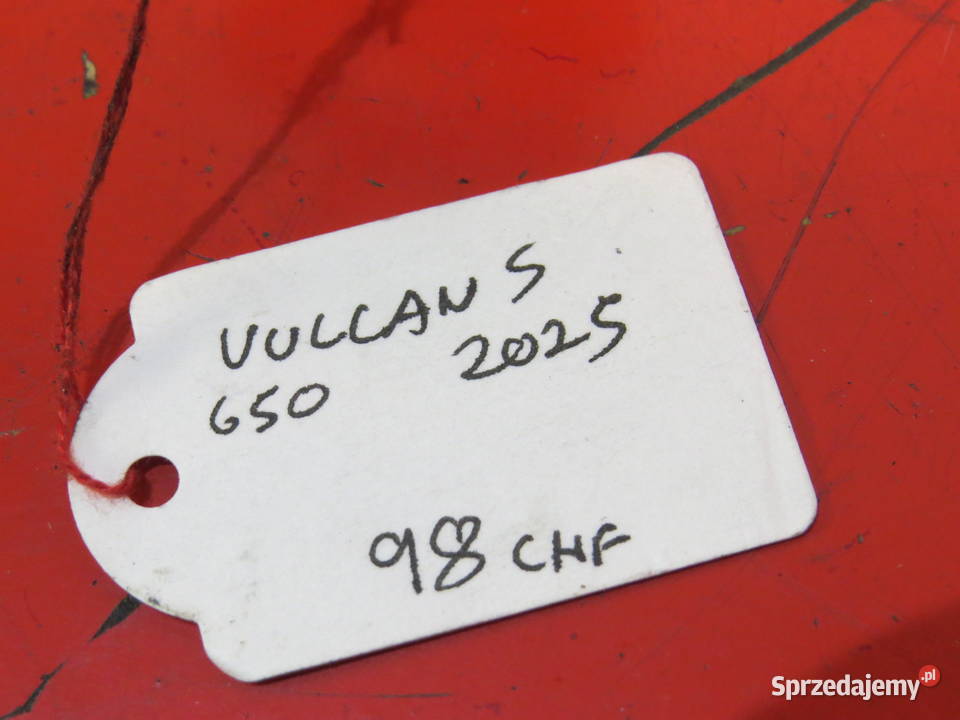 VULCAN S
650 2025
98 CHF
Sprzedajemy.pl